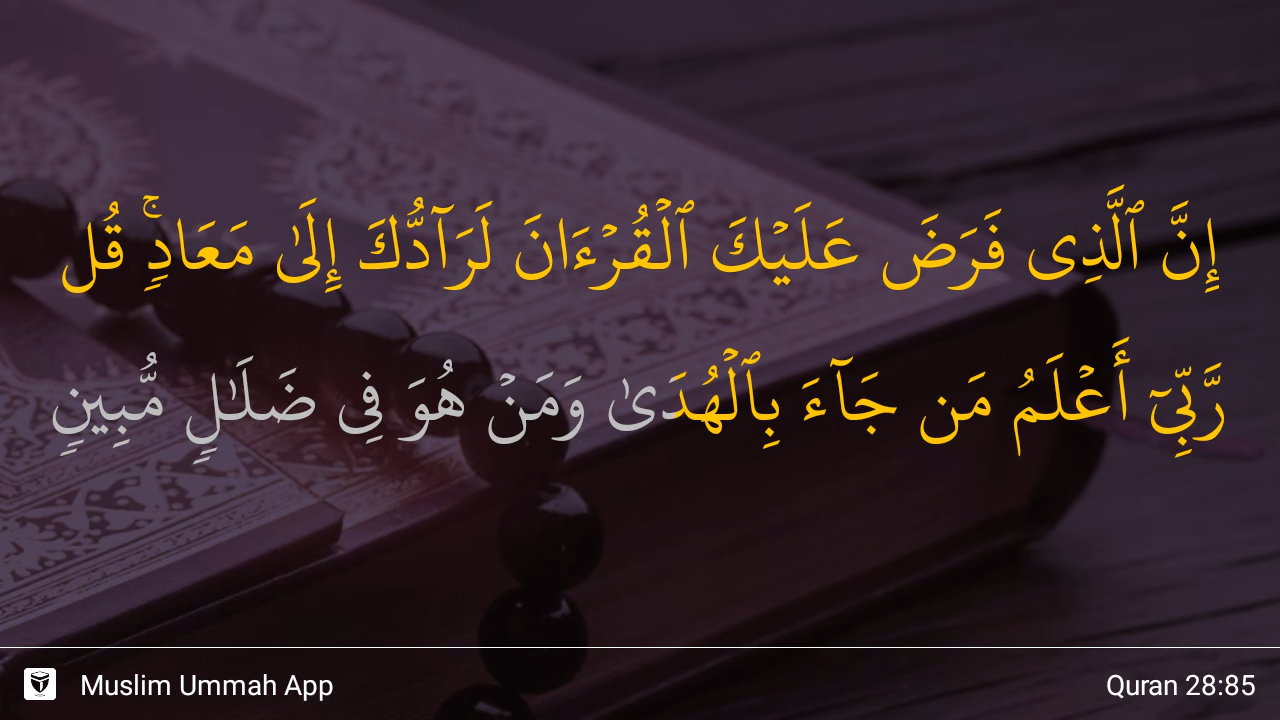 إِنَّ ٱلَّذِى فَرَضَ عَلَيْكَ ٱلْقُرْءَانَ لَرَآدُّكَ إِلَىٰ مَعَادٍۢ ۚ قُل
رَّبِّىٓ أَعْلَمُ مَن جَآءَ بِٱلْهُدَىٰ وَمَنْ هُوَ فِى ضَلَـٰلٍ مُّبِينٍ
Muslim Ummah App
Quran 28:85